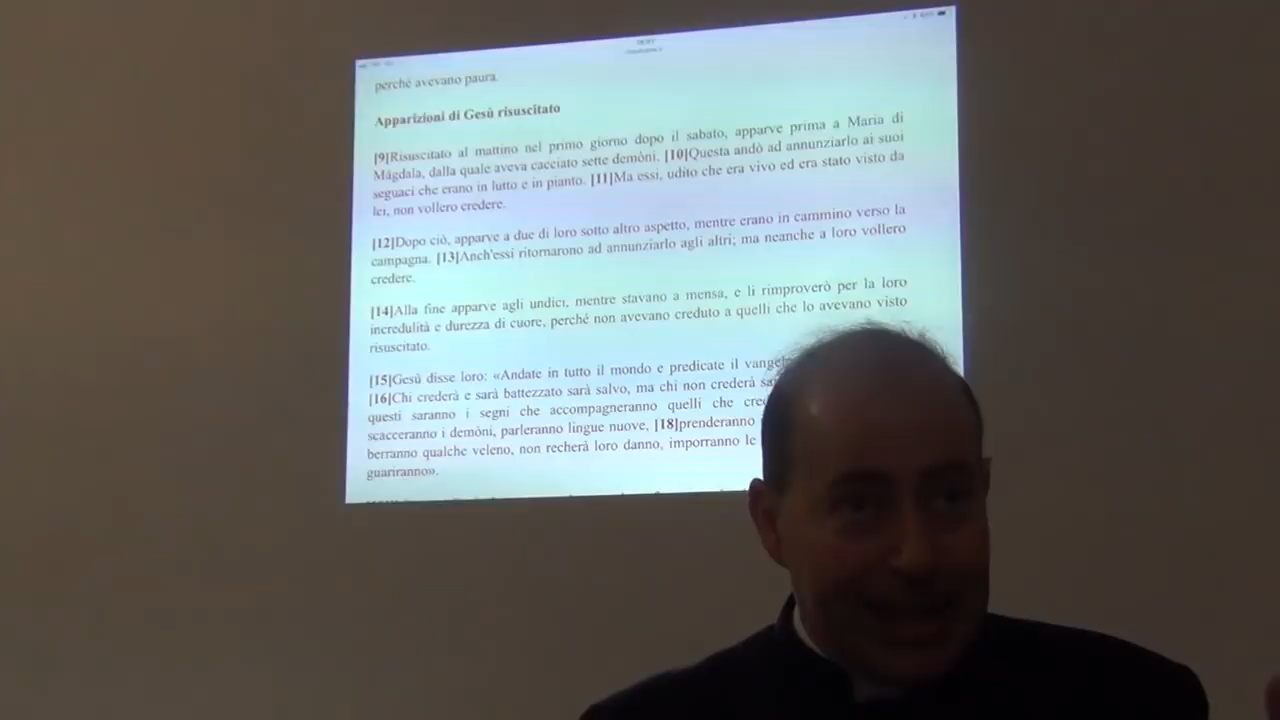 perché avevano paura.
Apparizioni di Gesù risuscitato
[9]Risuscitato al mattino nel primo giorno dopo il sabato, apparve prima a Maria di
Màgdala, dalla quale aveva cacciato sette demòni. [10]Questa andò ad annunziarlo ai suoi
seguaci che erano in lutto e in pianto. [11]Ma essi, udito che era vivo ed era stato visto da
lei, non vollero credere.
[12]Dopo ciò, apparve a due di loro sotto altro aspetto, mentre erano in cammino verso la
campagna. [13]Anch'essi ritornarono ad annunziarlo agli altri; ma neanche a loro vollero
credere.
[14]Alla fine apparve agli undici, mentre stavano a mensa, e li rimproverò per la loro
incredulità e durezza di cuore, perché non avevano creduto a quelli che lo avevano visto
risuscitato.
[15]Gesù disse loro: «Andate in tutto il mondo e predicate il vangel
[16]Chi crederà e sarà battezzato sarà salvo, ma chi non crederà sa
questi saranno i segni che accompagneranno quelli che cred
scacceranno i demòni, parleranno lingue nuove, [18]prenderanno
berranno qualche veleno, non recherà loro danno, imporranno le
guariranno».